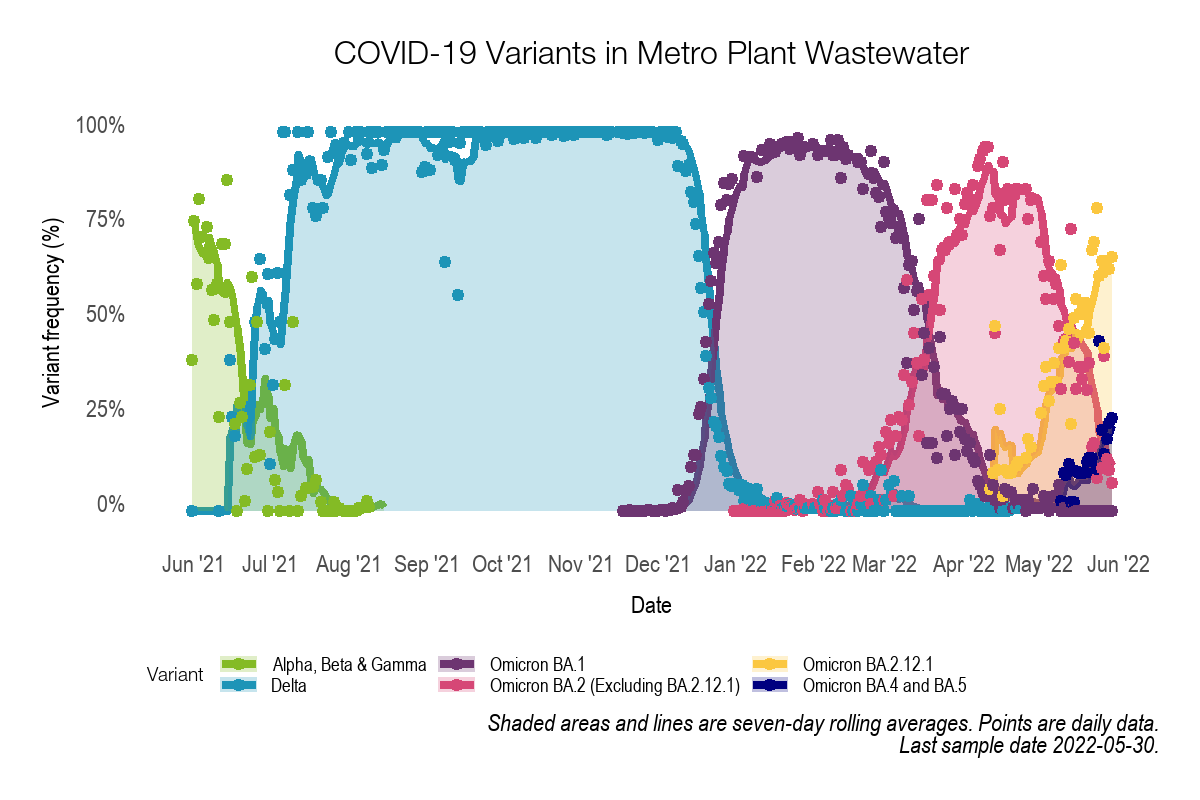 COVID-19 Variants in Metro Plant Wastewater
100%
75%
50%
25%
0%
Variant frequency (%)
Jun '21 Jul '21 Aug '21 Sep '21 Oct '21 Nov '21 Dec '21 Jan '22 Feb '22 Mar '22 Apr '22 May '22 Jun '22
Date
Variant
Alpha, Beta & Gamma Omicron BA.1 Omicron BA.2.12.1
Delta Omicron BA.2 (Excluding BA.2.12.1) Omicron BA.4 and BA.5
Shaded areas and lines are seven-day rolling averages. Points are daily data.
Last sample date 2022-05-30.